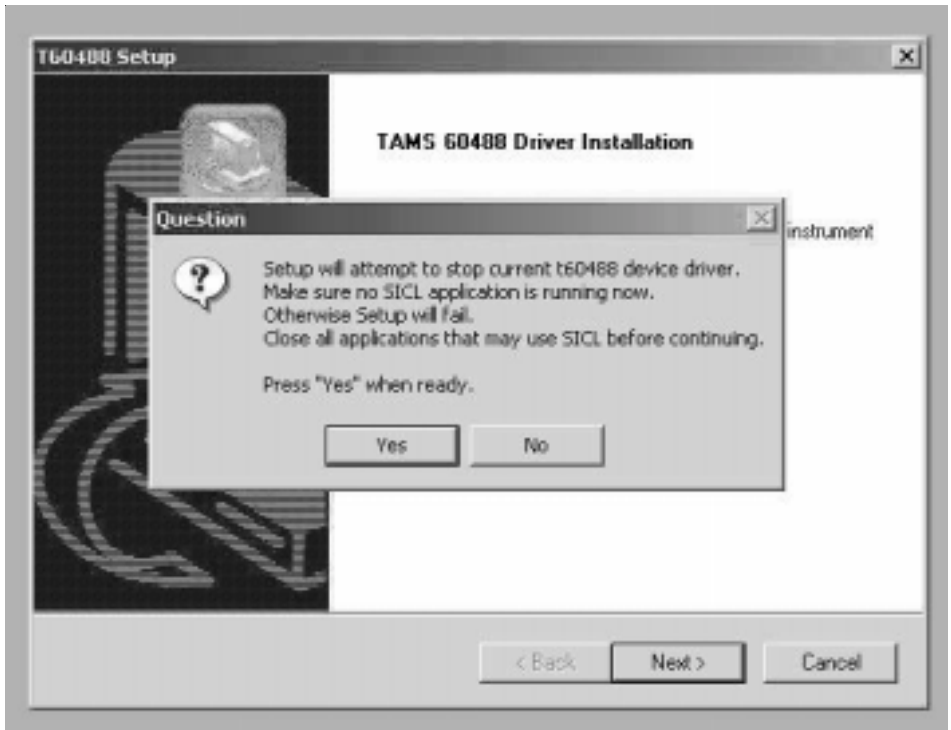 T60488 Setup
TAMS 60488 Driver Installation
instrument
Question
Setup will attempt to stop current t60488 device driver.
Make sure no SICL application is running now.
Otherwise Setup will fail.
Close all applications that may use SICL before continuing.
Press "Yes" when ready.
Yes
No
< Back
Next >
Cancel